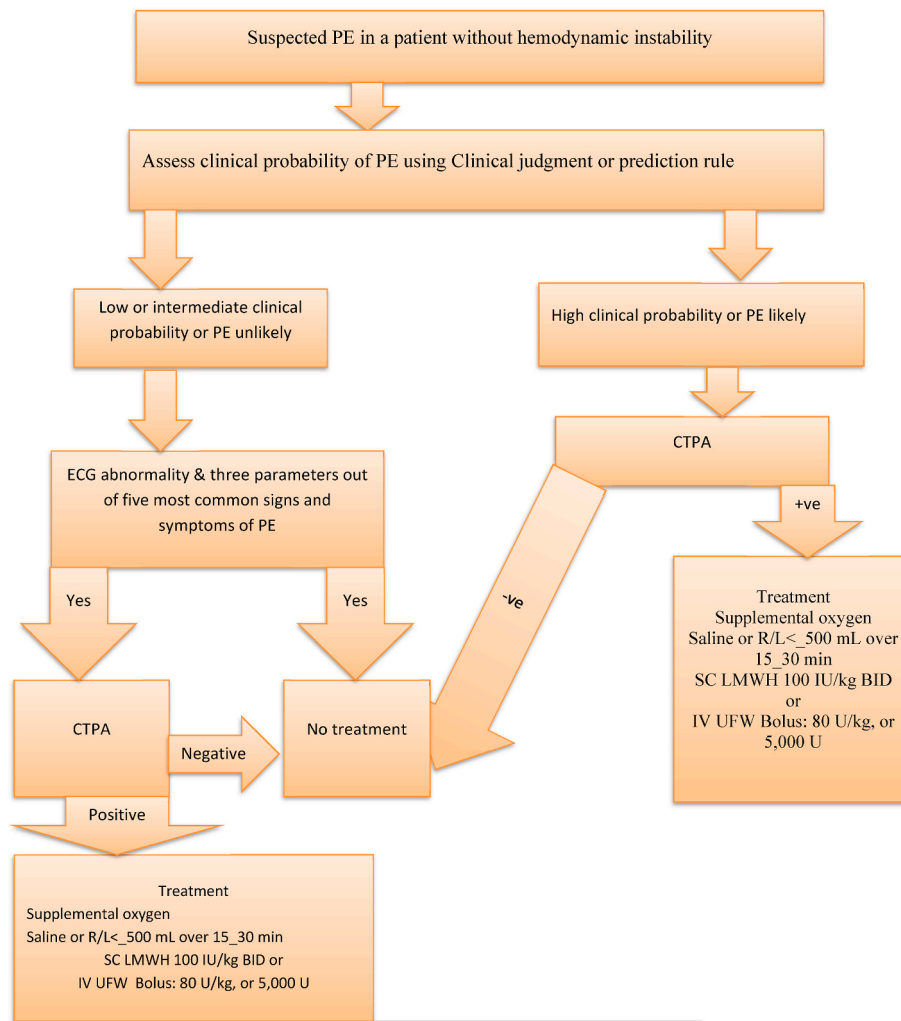 Suspected PE in a patient without hemodynamic instability
Assess clinical probability of PE using Clinical judgment or prediction rule
Low or intermediate clinical
probability or PE unlikely
High clinical probability or PE likely
ECG abnormality & three parameters out
of five most common signs and
symptoms of PE
CTPA
Yes
Yes
-ve
+ve
CTPA
Negative
No treatment
Treatment
Supplemental oxygen
Saline or R/L<_500 mL over
15_30 min
SC LMWH 100 IU/kg BID
or
IV UFW Bolus: 80 U/kg, or
5,000 U
Positive
Treatment
Supplemental oxygen
Saline or R/L<_500 mL over 15_30 min
SC LMWH 100 IU/kg BID or
IV UFW  Bolus: 80 U/kg, or 5,000 U